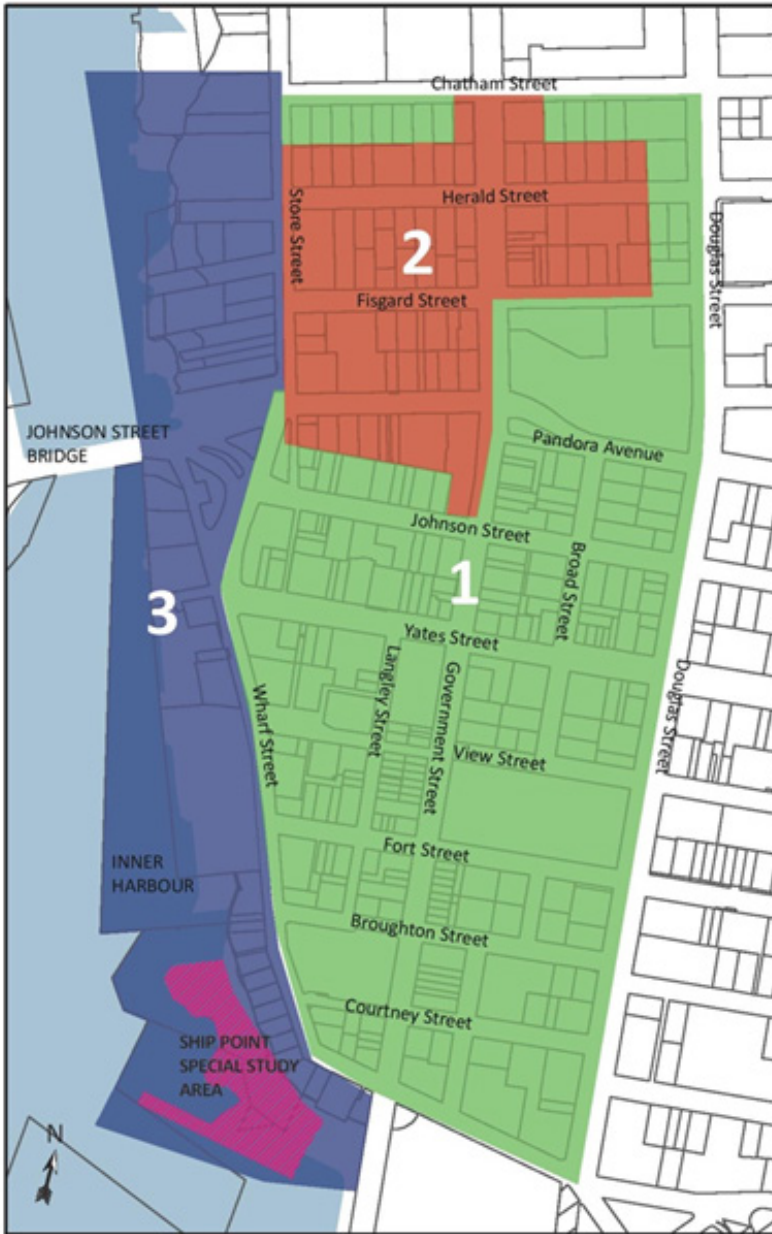 Chatham Street
Herald Street
Store Street
2
Douglas Street
Fisgard Street
JOHNSON STREET
BRIDGE
Pandora Avenue
Johnson Street
Broad Street
1
3
Yates Street
Langley Street
Government Street
Wharf Street
Douglas Street
View Street
Fort Street
INNER
HARBOUR
Broughton Street
Courtney Street
SHIP POINT
SPECIAL STUDY
AREA
N